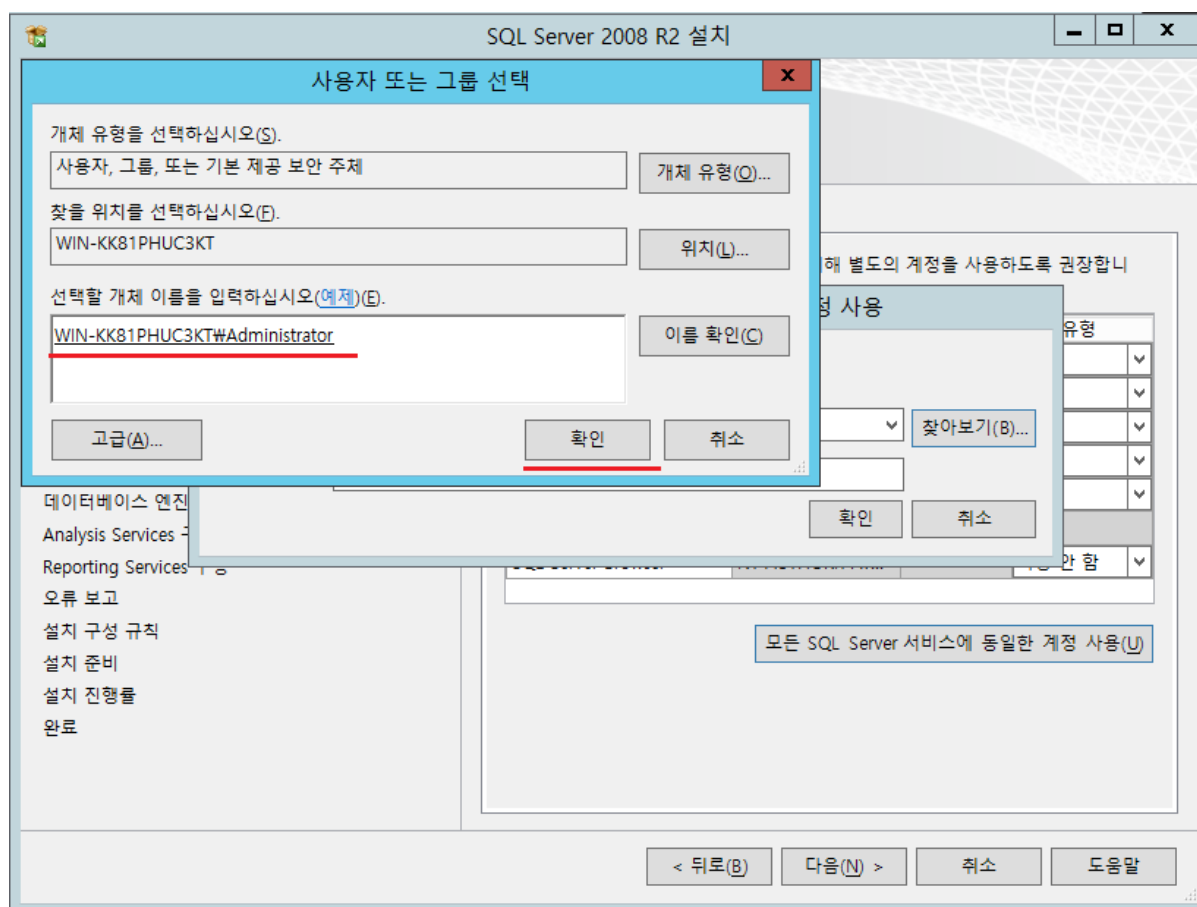 SQL Server 2008 R2 설치
사용자 또는 그룹 선택
개체 유형을 선택하십시오(S).
사용자, 그룹, 또는 기본 제공 보안 주체
개체 유형(O)...
찾을 위치를 선택하십시오(F).
WIN-KK81PHUC3KT
위치(L)...
선택할 개체 이름을 입력하십시오(예제)(E).
WIN-KK81PHUC3KT₩Administrator
이름 확인(C)
고급(A)...
확인
취소
별도의 계정을 사용하도록 권장합니
사용
유형
찾아보기(B)...
확인
취소
데이터베이스 엔진
Analysis Services
Reporting Services
안 함
오류 보고
설치 구성 규칙
설치 준비
설치 진행률
완료
모든 SQL Server 서비스에 동일한 계정 사용(U)
< 뒤로(B)
다음(N) >
취소
도움말